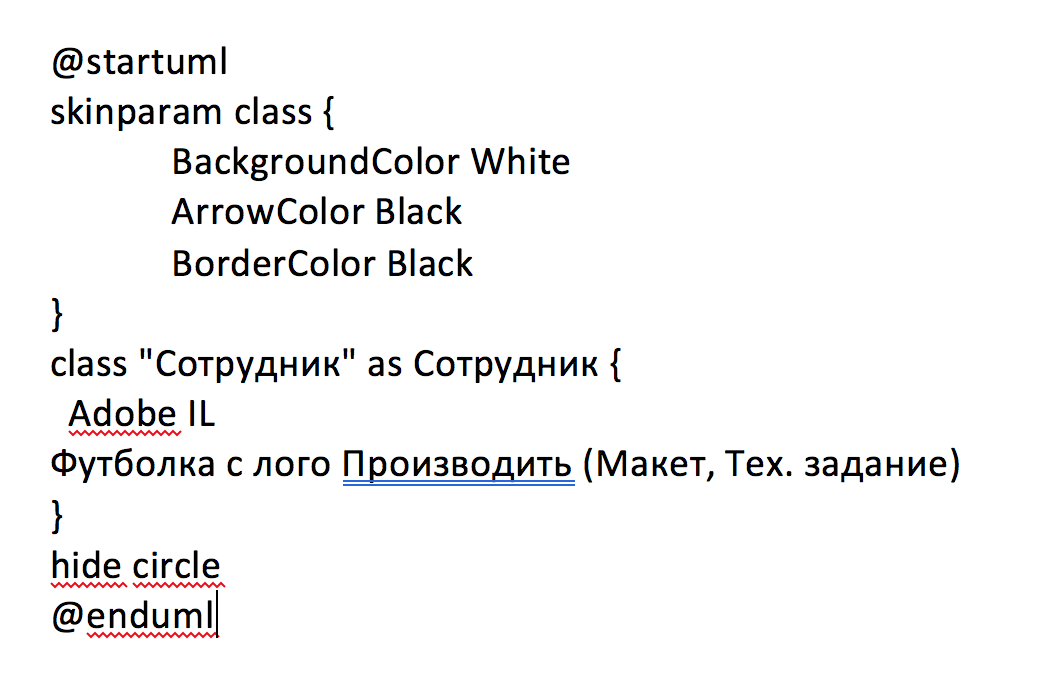 @startuml
skinparam class {
BackgroundColor White
ArrowColor Black
BorderColor Black
}
class "Сотрудник" as Сотрудник {
Adobe IL
Футболка с лого Производить (Макет, Тех. задание)
}
hide circle
@enduml